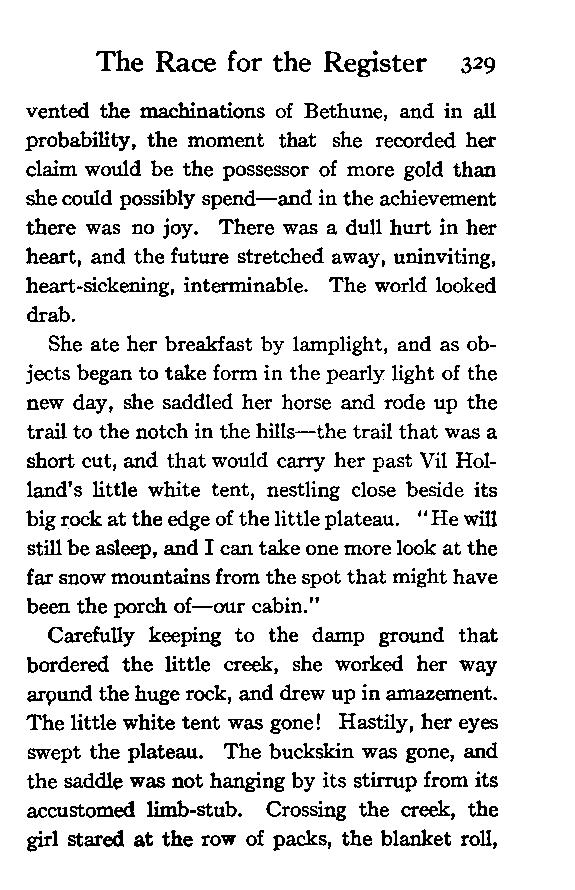 The Race for the Register 329
vented the machinations of Bethune, and in all
probability, the moment that she recorded her
claim would be the possessor of more gold than
she could possibly spend—and in the achievement
there was no joy. There was a dull hurt in her
heart, and the future stretched away, uninviting,
heart-sickening, interminable. The world looked
drab.
She ate her breakfast by lamplight, and as ob-
jects began to take form in the pearly light of the
new day, she saddled her horse and rode up the
trail to the notch in the hills—the trail that was a
short cut, and that would carry her past Vil Hol-
land's little white tent, nestling close beside its
big rock at the edge of the little plateau. "He will
still be asleep, and I can take one more look at the
far snow mountains from the spot that might have
been the porch of—our cabin."
Carefully keeping to the damp ground that
bordered the little creek, she worked her way
around the huge rock, and drew up in amazement.
The little white tent was gone! Hastily, her eyes
swept the plateau. The buckskin was gone, and
the saddle was not hanging by its stirrup from its
accustomed limb-stub. Crossing the creek, the
girl stared at the row of packs, the blanket roll,